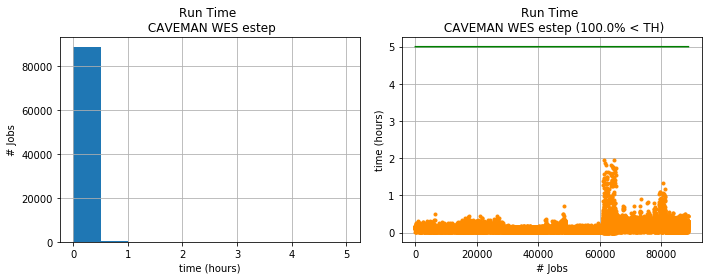 Run Time
CAVEMAN WES estep
# Jobs
80000
60000
40000
20000
0
0 1 2 3 4 5
time (hours)
Run Time
CAVEMAN WES estep (100.0% < TH)
time (hours)
5
4
3
2
1
0
0 20000 40000 60000 80000
# Jobs